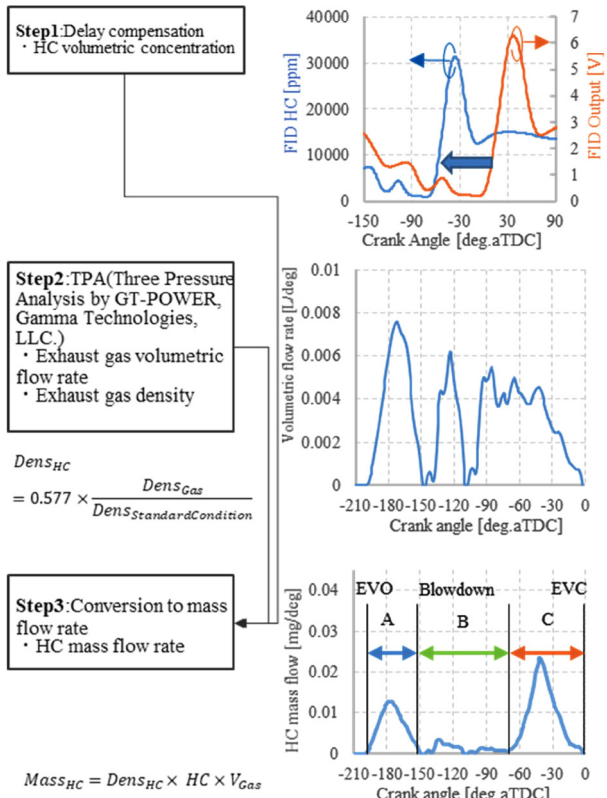 Step1:Delay compensation
・HC volumetric concentration
40000
30000
20000
10000
0
FID HC [ppm]
7
6
5
4
3
2
1
0
FID Output [V]
-150 -90 -30 30 90
Crank Angle [deg.aTDC]
Step2:TPA(Three Pressure
Analysis by GT-POWER,
Gamma Technologies,
LLC.)
・Exhaust gas volumetric
flow rate
・Exhaust gas density
0.01
0.008
0.006
0.004
0.002
0
Volumetric flow rate [L/deg]
-210 -180 -150 -120 -90 -60 -30 0
Crank angle [deg.aTDC]
Dens_HC
= 0.577 × Dens_Gas / Dens_StandardCondition
Step3:Conversion to mass
flow rate
・HC mass flow rate
0.04
0.03
0.02
0.01
0
HC mass flow [mg/deg]
EVO Blowdown EVC
A B C
-210 -180 -150 -120 -90 -60 -30 0
Crank angle [deg.aTDC]
Mass_HC = Dens_HC × HC × V_Gas